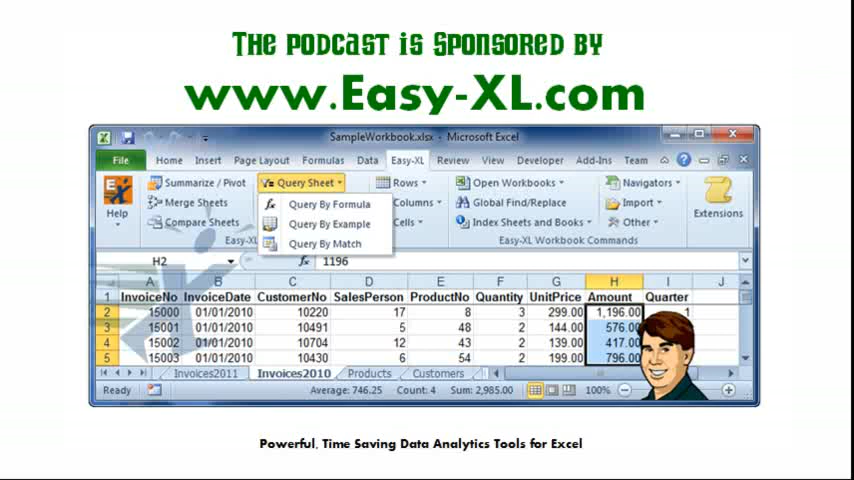 The podcast is sponsored by
www.Easy-XL.com
SampleWorkbook.xlsx - Microsoft Excel
File Home Insert Page Layout Formulas Data Easy-XL Review View Developer Add-Ins Team
Summarize / Pivot Query Sheet Rows Open Workbooks Navigators
Help Merge Sheets Query By Formula Columns Global Find/Replace Import Extensions
Compare Sheets Query By Example Cells Index Sheets and Books Other
Query By Match
Easy-XL Easy-XL Workbook Commands
H2 fx 1196
A B C D E F G H I J
1 InvoiceNo InvoiceDate CustomerNo SalesPerson ProductNo Quantity UnitPrice Amount Quarter
2 15000 01/01/2010 10220 17 8 3 299.00 1,196.00 1
3 15001 01/01/2010 10491 5 48 2 144.00 576.00
4 15002 01/01/2010 10704 12 43 2 139.00 417.00
5 15003 01/01/2010 10430 6 54 2 199.00 796.00
Invoices2011 Invoices2010 Products Customers
Ready Average: 746.25 Count: 4 Sum: 2,985.00 100%
Powerful, Time Saving Data Analytics Tools for Excel